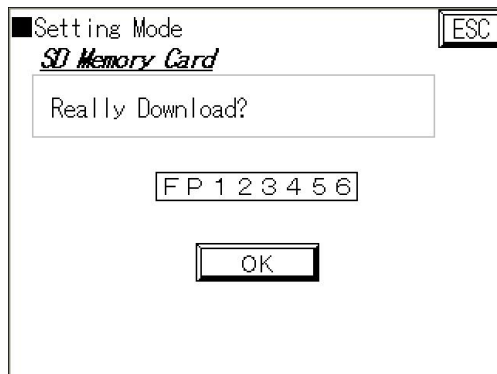 ■Setting Mode
ESC
SD Memory Card
Really Download?
FP123456
OK